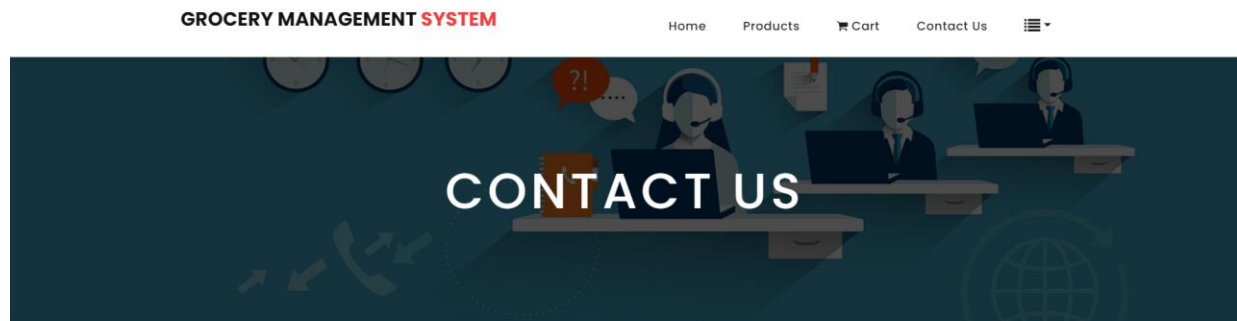 GROCERY MANAGEMENT SYSTEM
Home Products Cart Contact Us
?!
....
CONTACT US